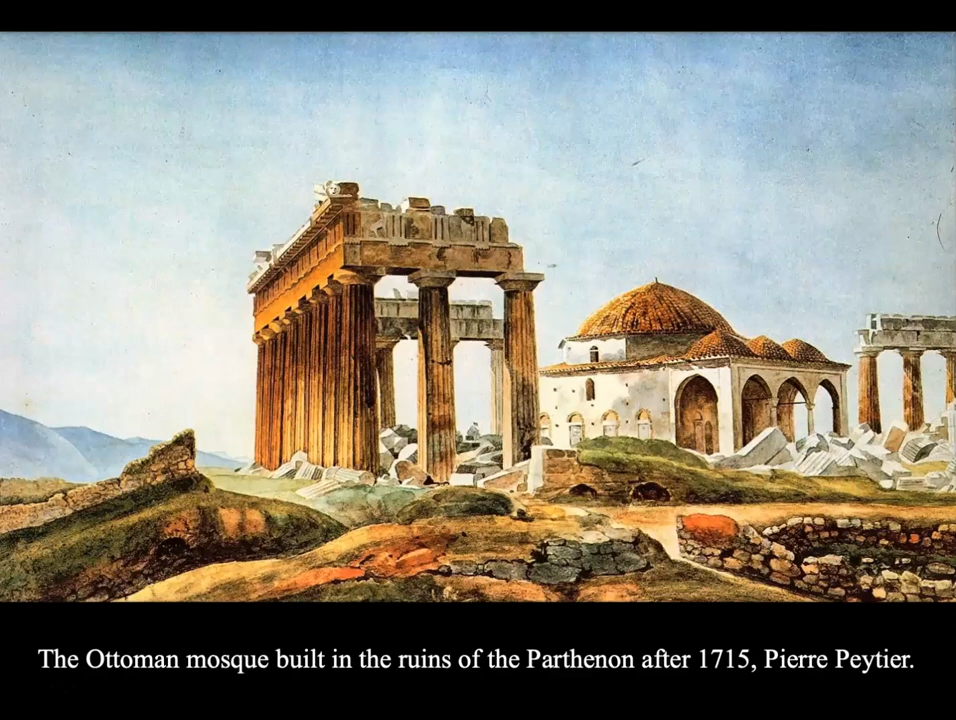 The Ottoman mosque built in the ruins of the Parthenon after 1715, Pierre Peytier.